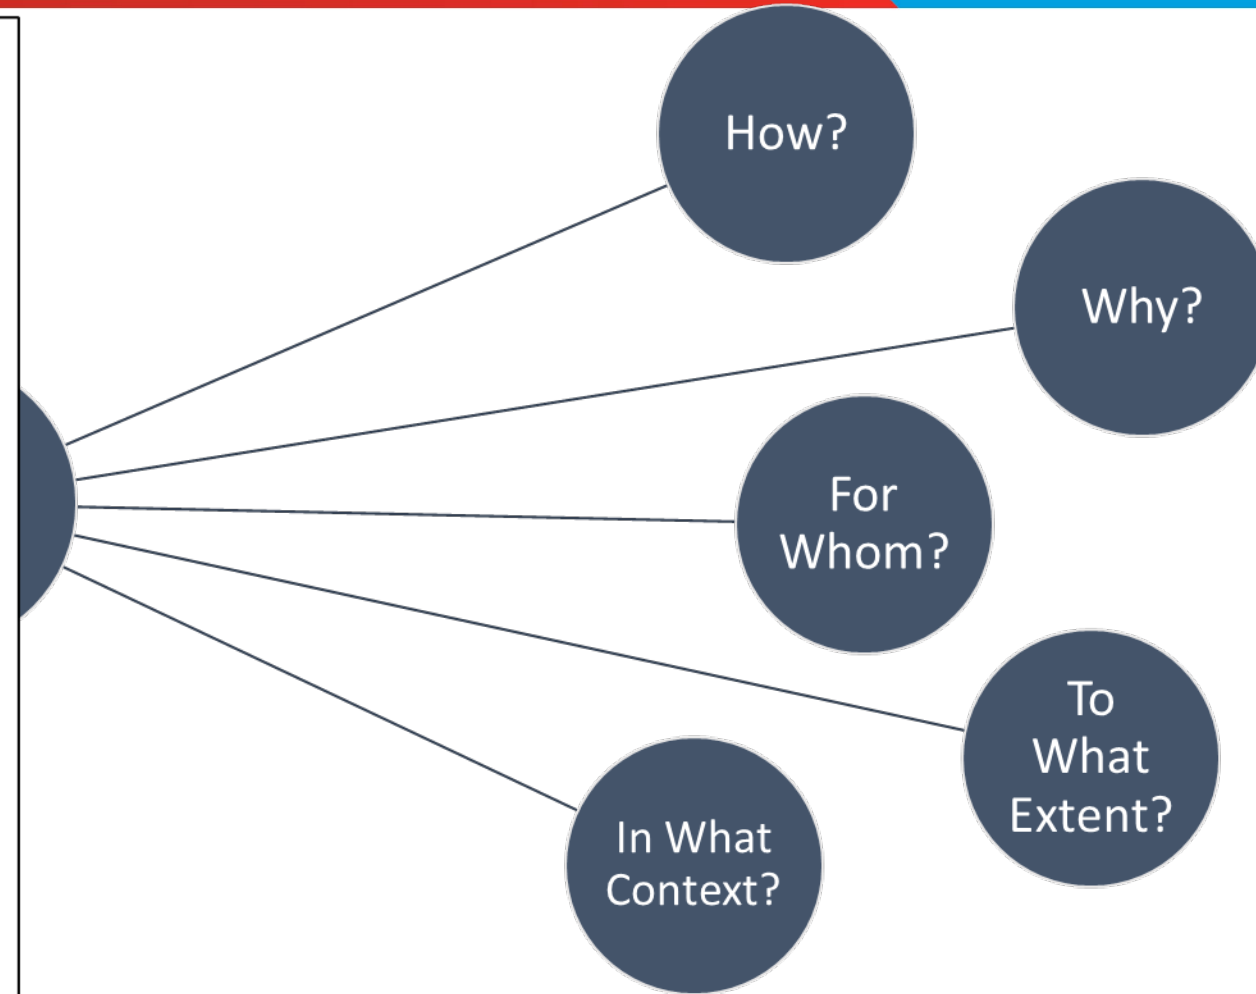 How?
Why?
For
Whom?
To
What
Extent?
In What
Context?